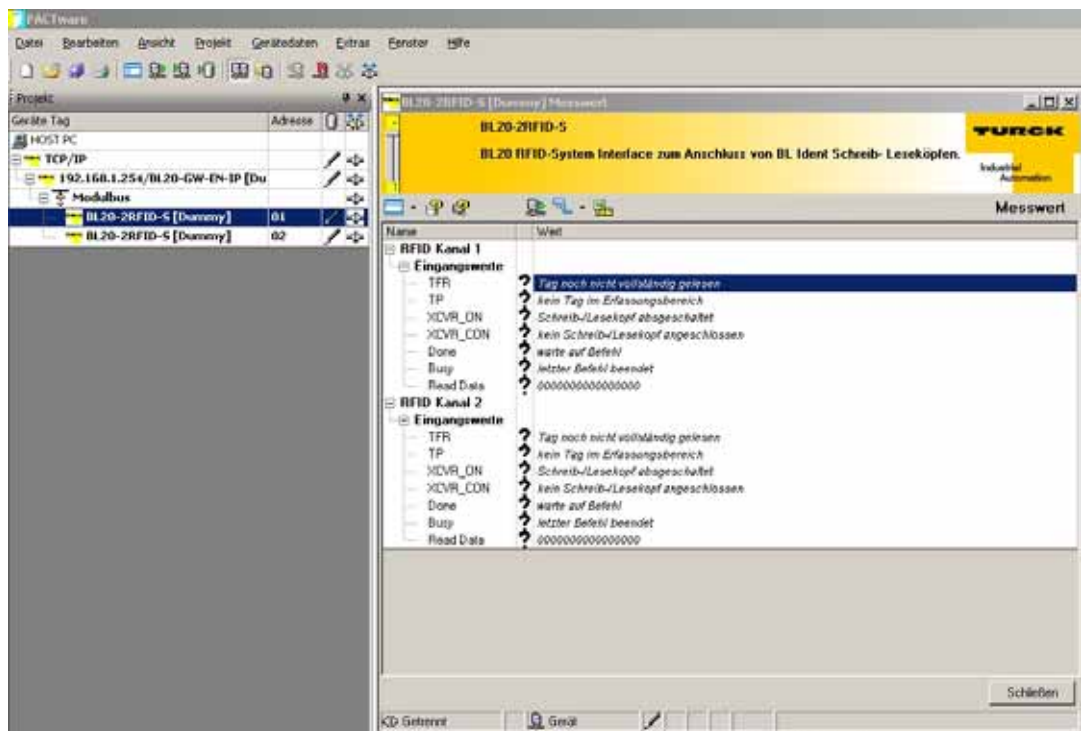 PACTware
Datei Bearbeiten Ansicht Projekt Gerätedaten Extras Fenster Hilfe
Projekt
Geräte Tag Adresse
HOST PC
TCP/IP
192.168.1.254/BL20-GW-EN-IP [Du
Modulbus
BL20-2RFID-S [Dummy] 01
BL20-2RFID-S [Dummy] 02
BL20-2RFID-S [Dummy] Messwert
BL20-2RFID-S
BL20 RFID-System Interface zum Anschluss von BL Ident Schreib- Leseköpfen.
TURCK
Industrial
Automation
Messwert
Name Wert
RFID Kanal 1
Eingangswerte
TFR ? Tag noch nicht vollständig gelesen
TP ? kein Tag im Erfassungsbereich
XCVR_ON ? Schreib-/Lesekopf abgeschaltet
XCVR_CON ? kein Schreib-/Lesekopf angeschlossen
Done ? warte auf Befehl
Busy ? letzter Befehl beendet
Read Data ? 0000000000000000
RFID Kanal 2
Eingangswerte
TFR ? Tag noch nicht vollständig gelesen
TP ? kein Tag im Erfassungsbereich
XCVR_ON ? Schreib-/Lesekopf abgeschaltet
XCVR_CON ? kein Schreib-/Lesekopf angeschlossen
Done ? warte auf Befehl
Busy ? letzter Befehl beendet
Read Data ? 0000000000000000
Schließen
Getrennt Gerät